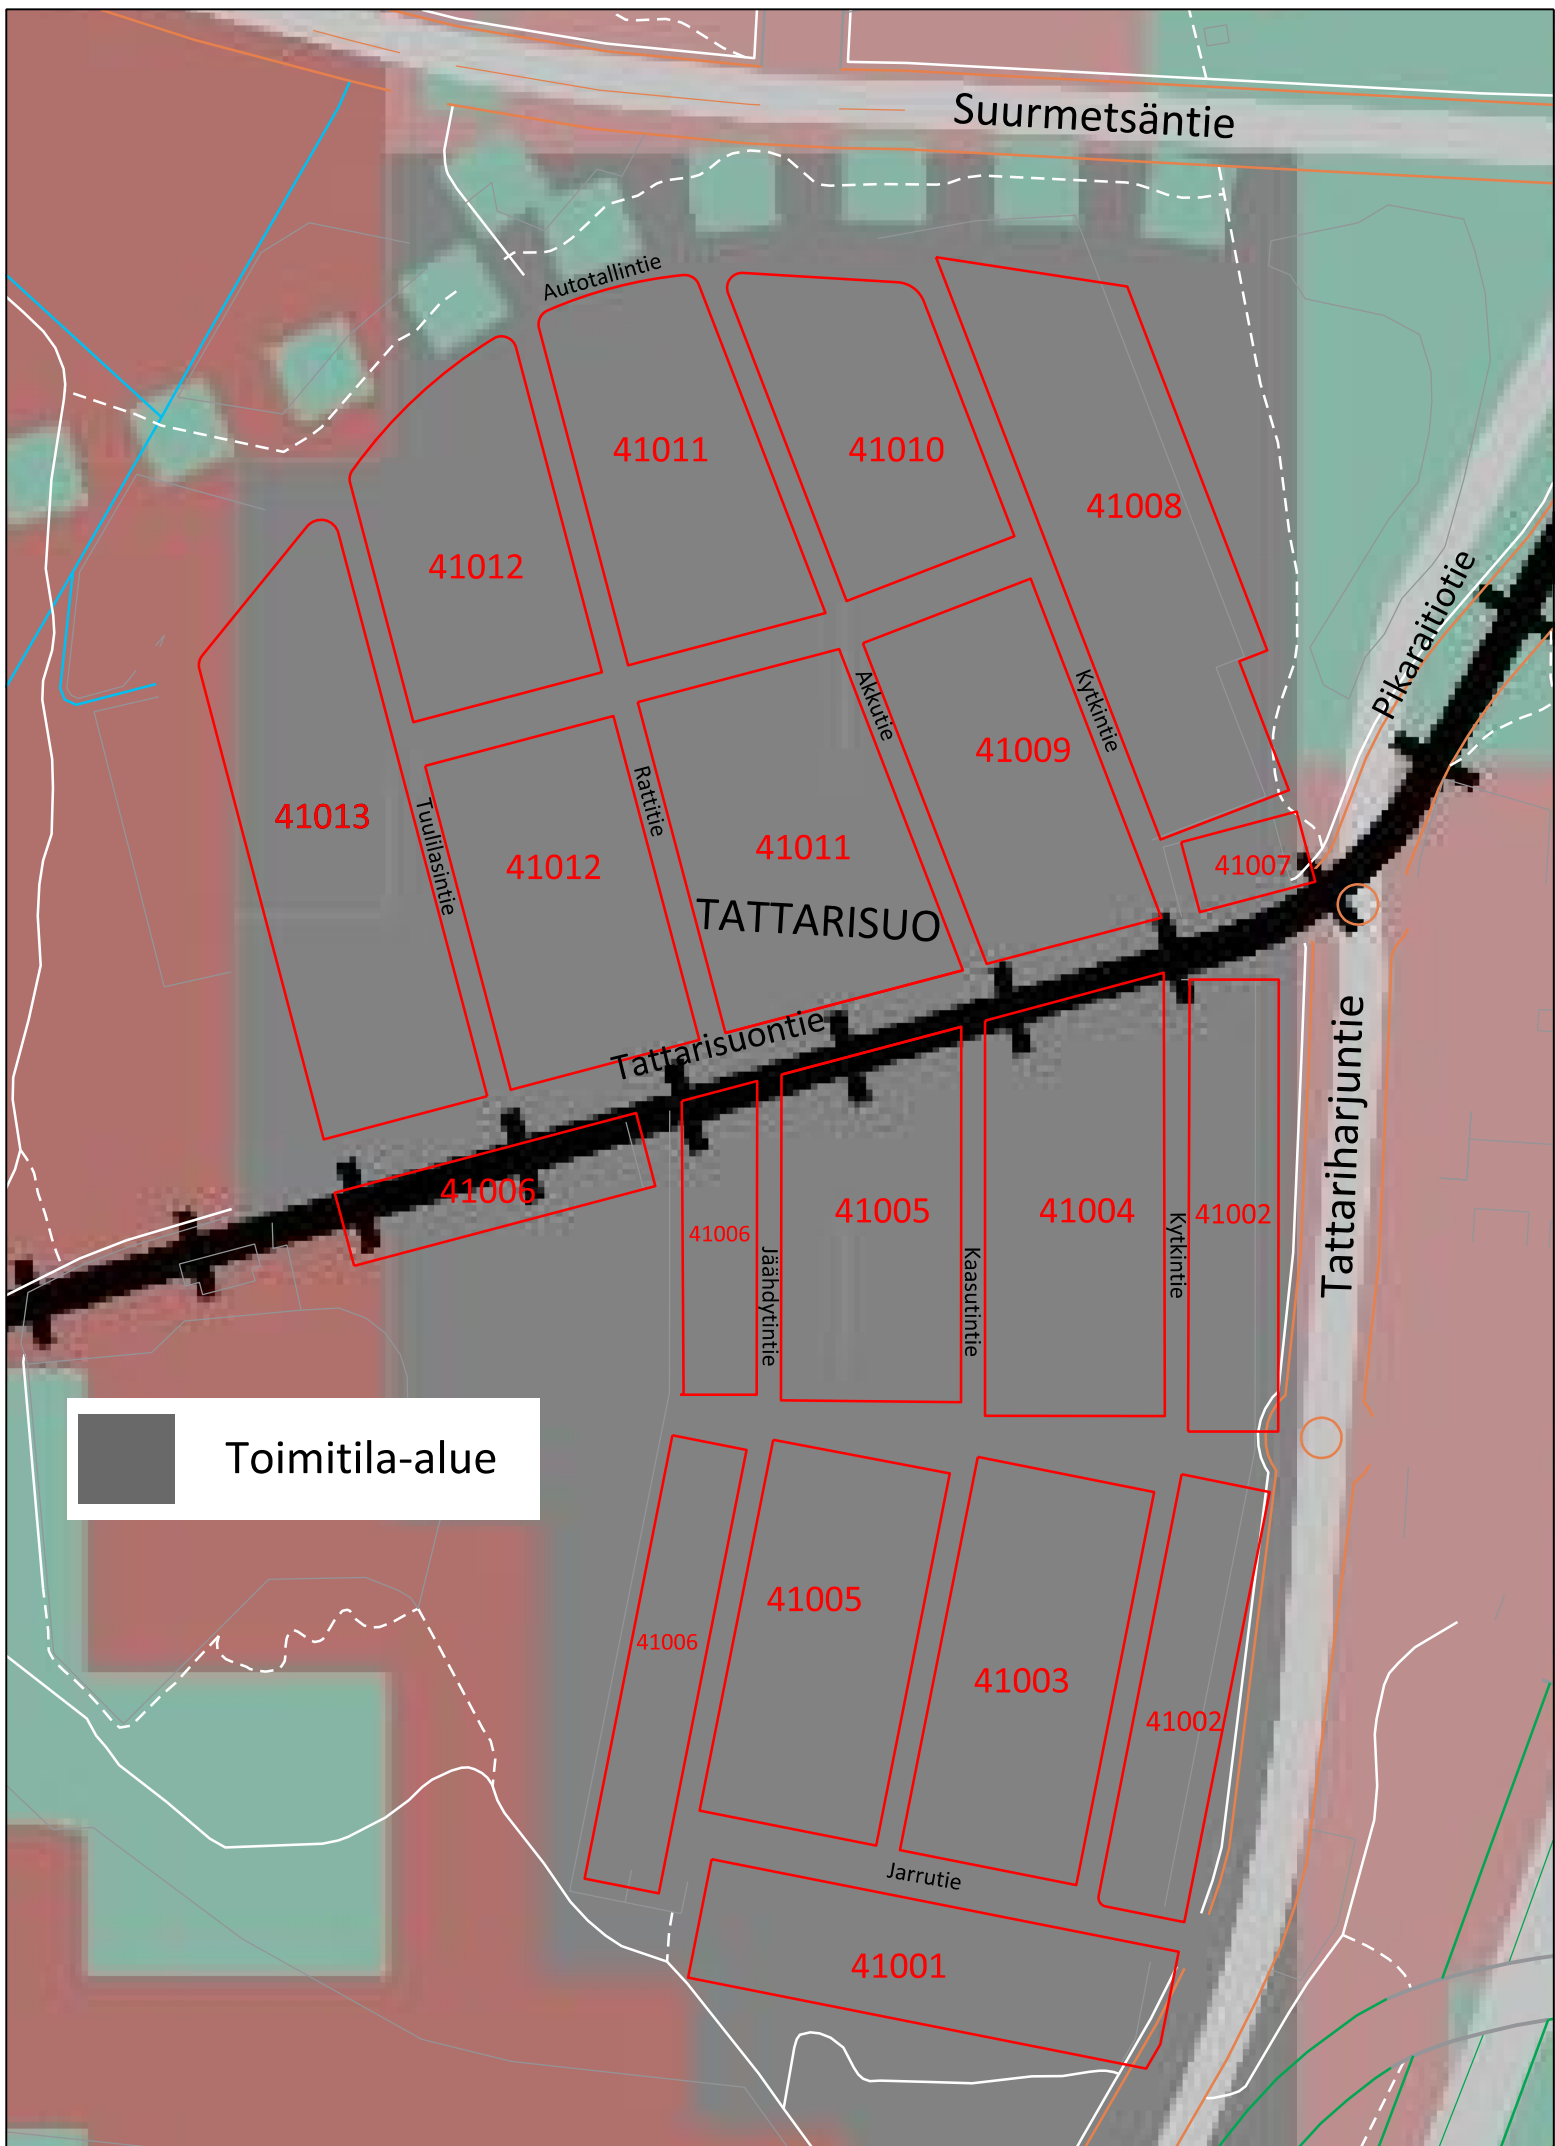 Suurmetsäntie
Autotallintie
41011
41010
41008
41012
Pikaraitiotie
Akkutie
Kytkintie
41009
Rattitie
41013
Tuulilasintie
41012
41011
41007
TATTARISUO
Tattarisuontie
Tattariharjuntie
41006
41006
Jäähdytintie
41005
Kaasutintie
41004
Kytkintie
41002
Toimitila-alue
41005
41006
41003
41002
Jarrutie
41001